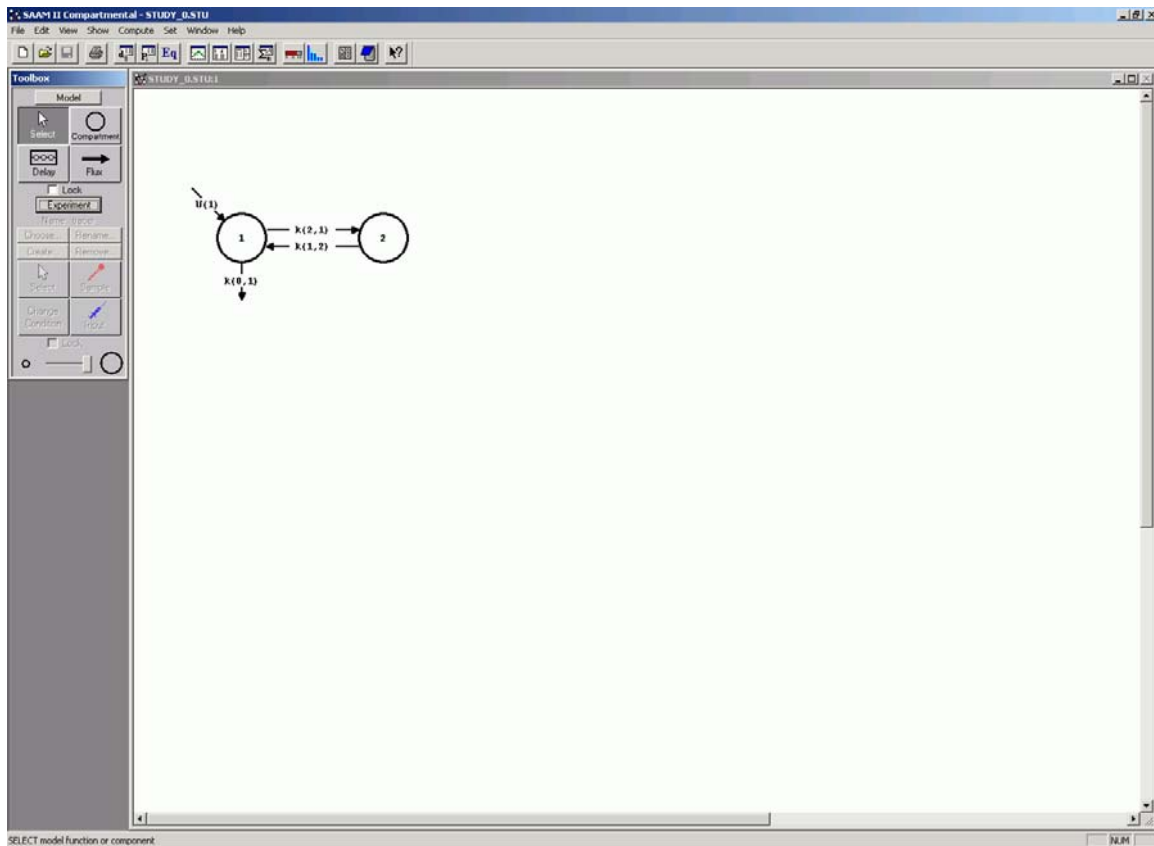 SAAM II Compartmental - STUDY_0.STU
File Edit View Show Compute Set Window Help
Eq
Toolbox
STUDY_0.STU:1
Model
Select Compartment
Delay Flux
Lock
Experiment
Name: tracer
Choose... Rename...
Create... Remove...
Select Sample
Change Condition Input
Lock
U(1)
1 k(2,1) 2
k(1,2)
k(0,1)
SELECT model function or component
NUM